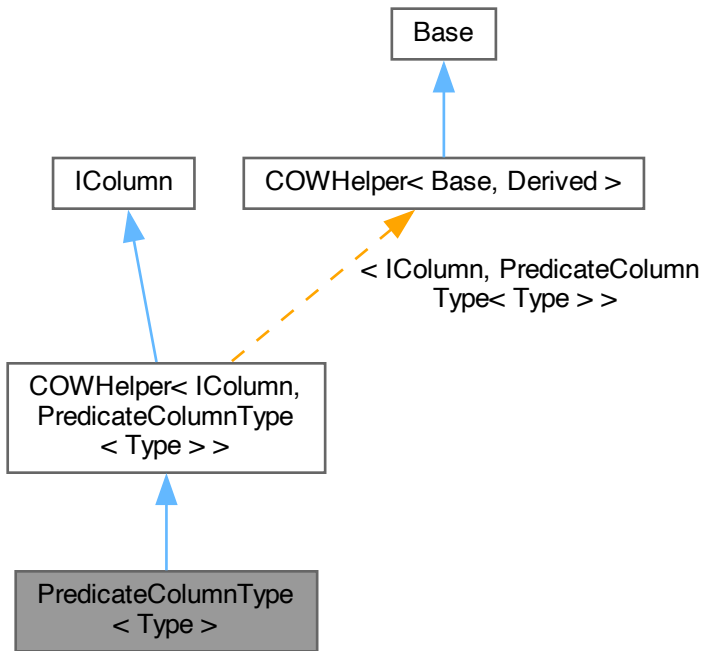 Base
IColumn
COWHelper< Base, Derived >
< IColumn, PredicateColumn
Type< Type > >
COWHelper< IColumn,
PredicateColumnType
< Type > >
PredicateColumnType
< Type >